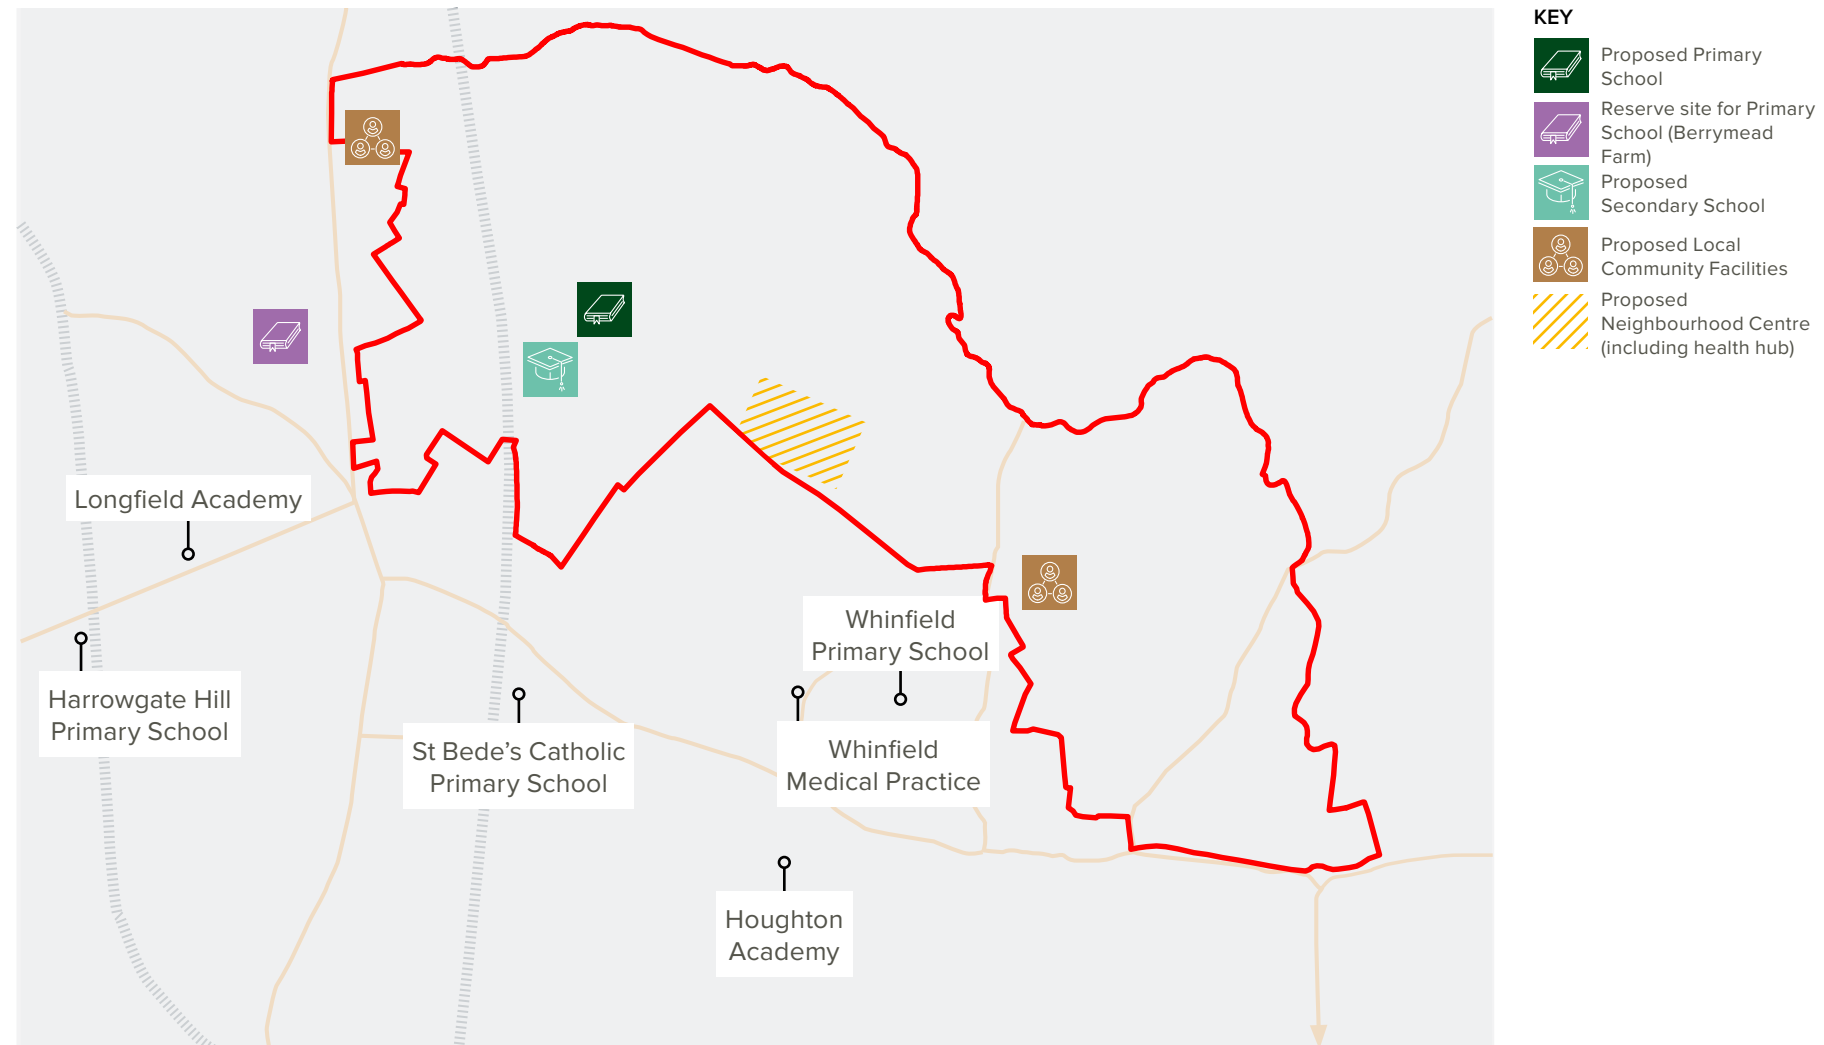 KEY
Proposed Primary
School
Reserve site for Primary
School (Berrymead
Farm)
Proposed
Secondary School
Proposed Local
Community Facilities
Proposed
Neighbourhood Centre
(including health hub)
Longfield Academy
Harrowgate Hill
Primary School
St Bede’s Catholic
Primary School
Whinfield
Primary School
Whinfield
Medical Practice
Houghton
Academy